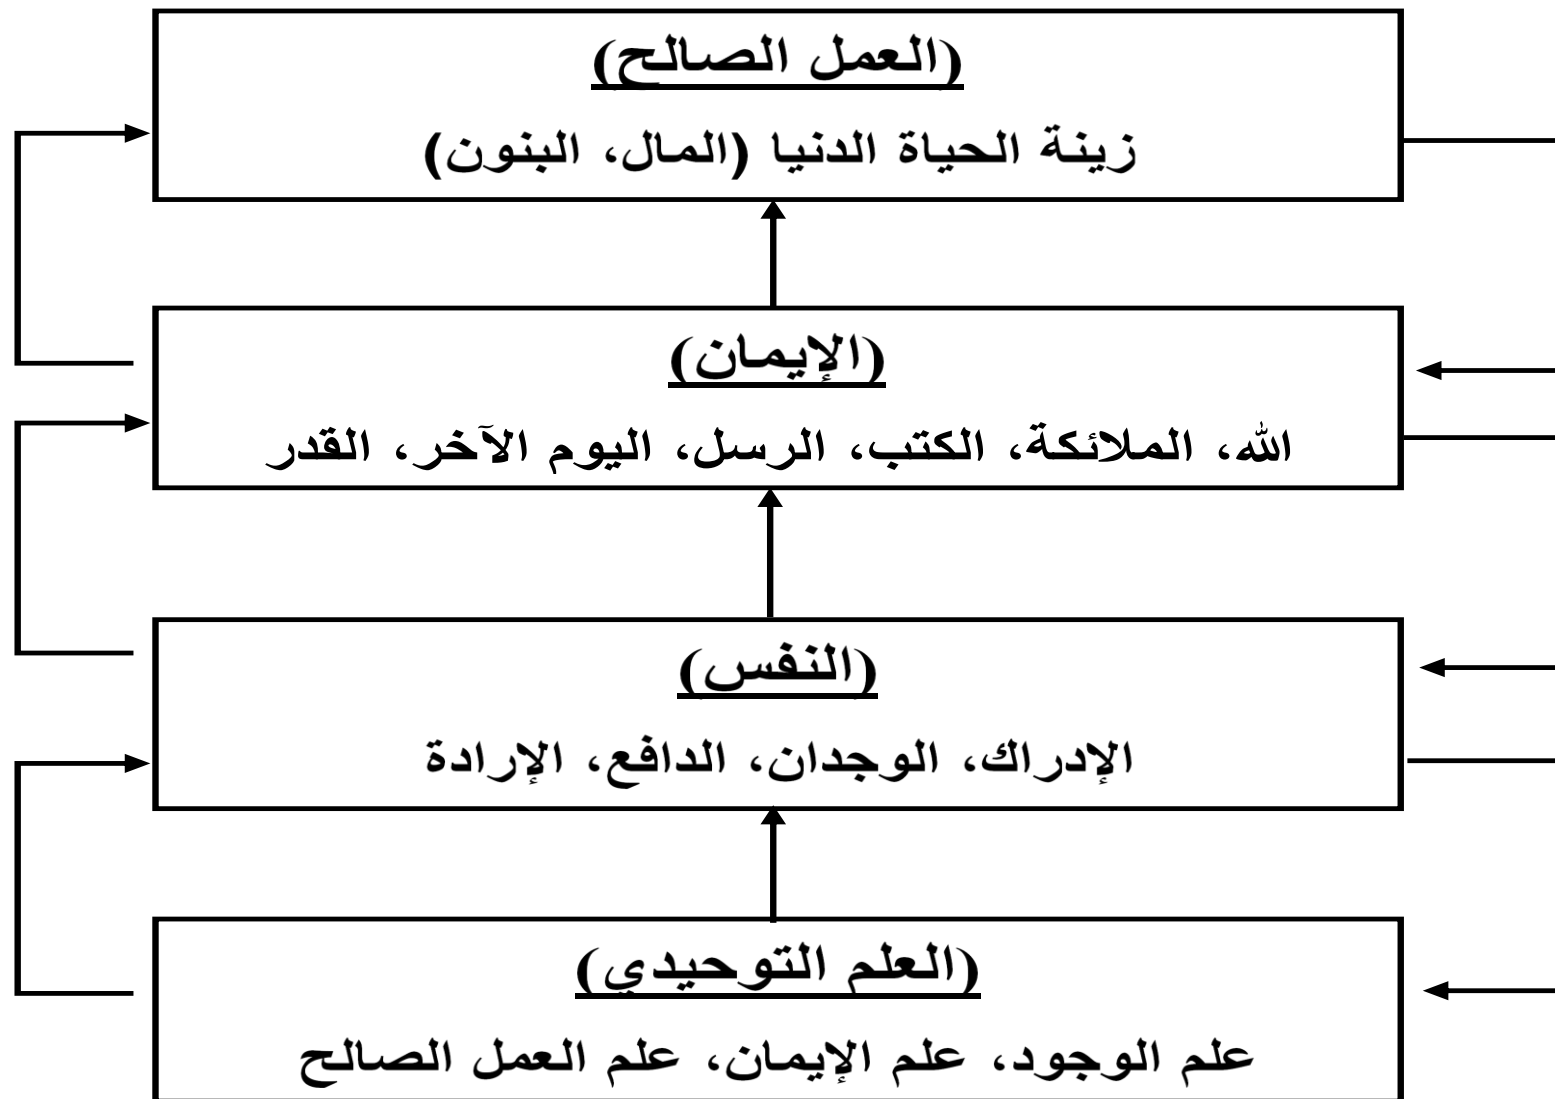 (العمل الصالح)
زينة الحياة الدنيا (المال، البنون)
(الإيمان)
الله، الملائكة، الكتب، الرسل، اليوم الآخر، القدر
(النفس)
الإدراك، الوجدان، الدافع، الإرادة
(العلم التوحيدي)
علم الوجود، علم الإيمان، علم العمل الصالح